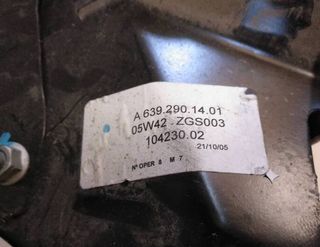 A 639.290.14.01
05W42 ZGS003
104230.02
21/10/05
Nº OPER 8 M 7